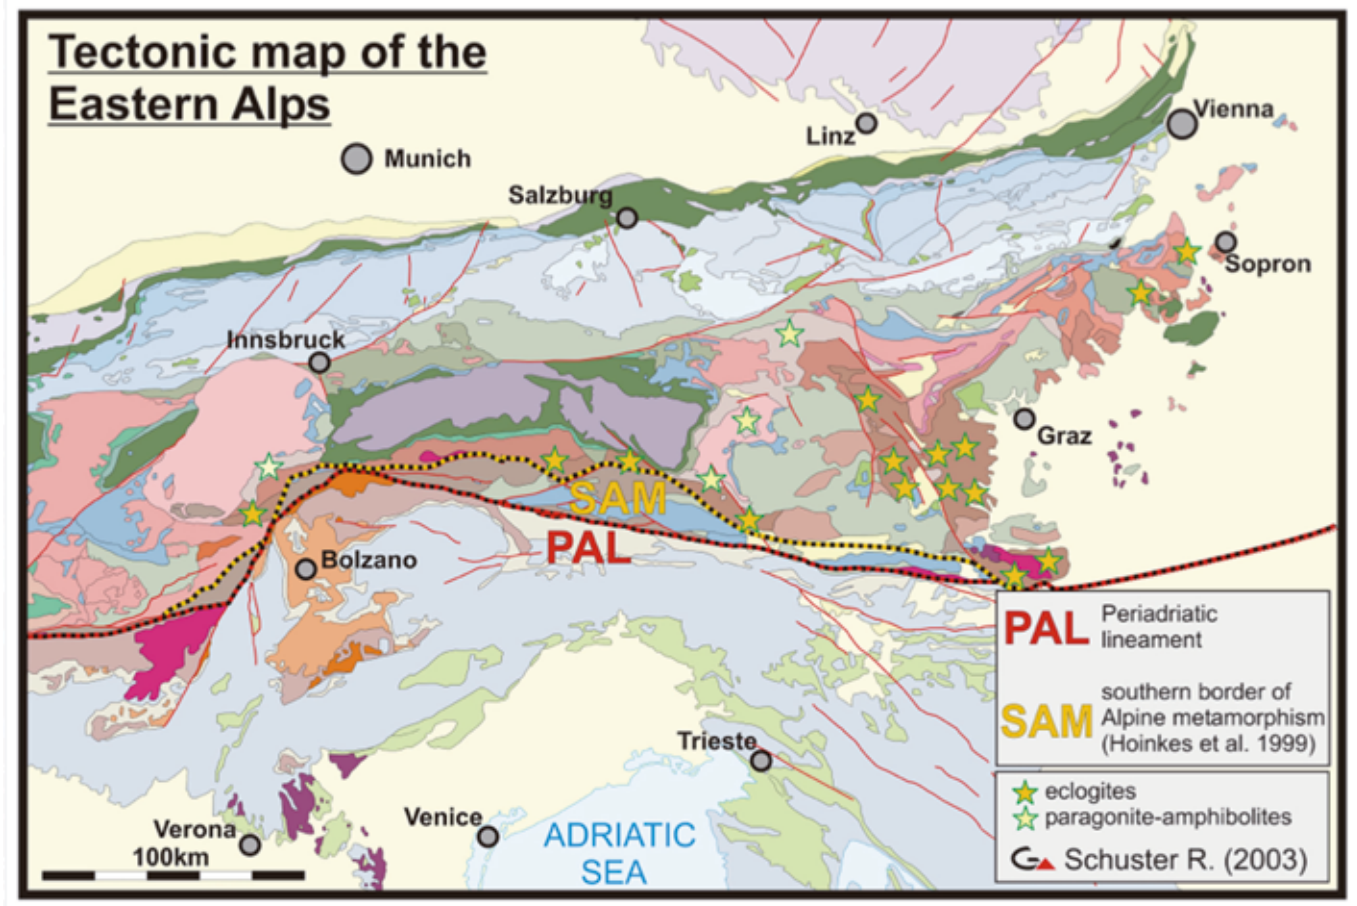 Tectonic map of the
Eastern Alps
Munich
Linz
Vienna
Salzburg
Sopron
Innsbruck
Graz
SAM
PAL
Bolzano
Trieste
Venice
Verona
100km
ADRIATIC
SEA
PAL Periadriatic
lineament
SAM southern border of
Alpine metamorphism
(Hoinkes et al. 1999)
eclogites
paragonite-amphibolites
Schuster R. (2003)